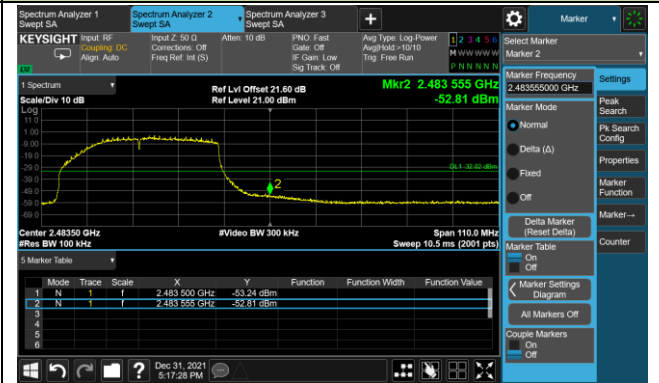 Spectrum Analyzer 1
Swept SA
Spectrum Analyzer 2
Swept SA
Spectrum Analyzer 3
Swept SA
+
Marker
KEYSIGHT
Input: RF
Coupling: DC
Align: Auto
Input Z: 50 Ω
Corrections: Off
Freq Ref: Int (S)
Atten: 10 dB
PNO: Fast
Gate: Off
IF Gain: Low
Sig Track: Off
Avg Type: Log-Power
Avg|Hold:>10/10
Trig: Free Run
1 2 3 4 5 6
M W W W W W
P N N N N N
Select Marker
Marker 2
1 Spectrum
Scale/Div 10 dB
Log
Ref Lvl Offset 21.60 dB
Ref Level 21.00 dBm
Mkr2 2.483 555 GHz
-52.81 dBm
11.0
1.00
-9.00
-19.0
-29.0
-39.0
-49.0
-59.0
-69.0
DL1 -32.02 dBm
2
Center 2.48350 GHz
#Res BW 100 kHz
#Video BW 300 kHz
Span 110.0 MHz
Sweep 10.5 ms (2001 pts)
5 Marker Table
Mode Trace Scale X Y Function Function Width Function Value
1 N 1 f 2.483 500 GHz -53.24 dBm
2 N 1 f 2.483 555 GHz -52.81 dBm
3
4
5
6
Marker Frequency
2.483555000 GHz
Marker Mode
Normal
Delta (Δ)
Fixed
Off
Delta Marker
(Reset Delta)
Marker Table
On
Off
Marker Settings
Diagram
All Markers Off
Couple Markers
On
Off
Settings
Peak
Search
Pk Search
Config
Properties
Marker
Function
Marker→
Counter
?
Dec 31, 2021
5:17:28 PM